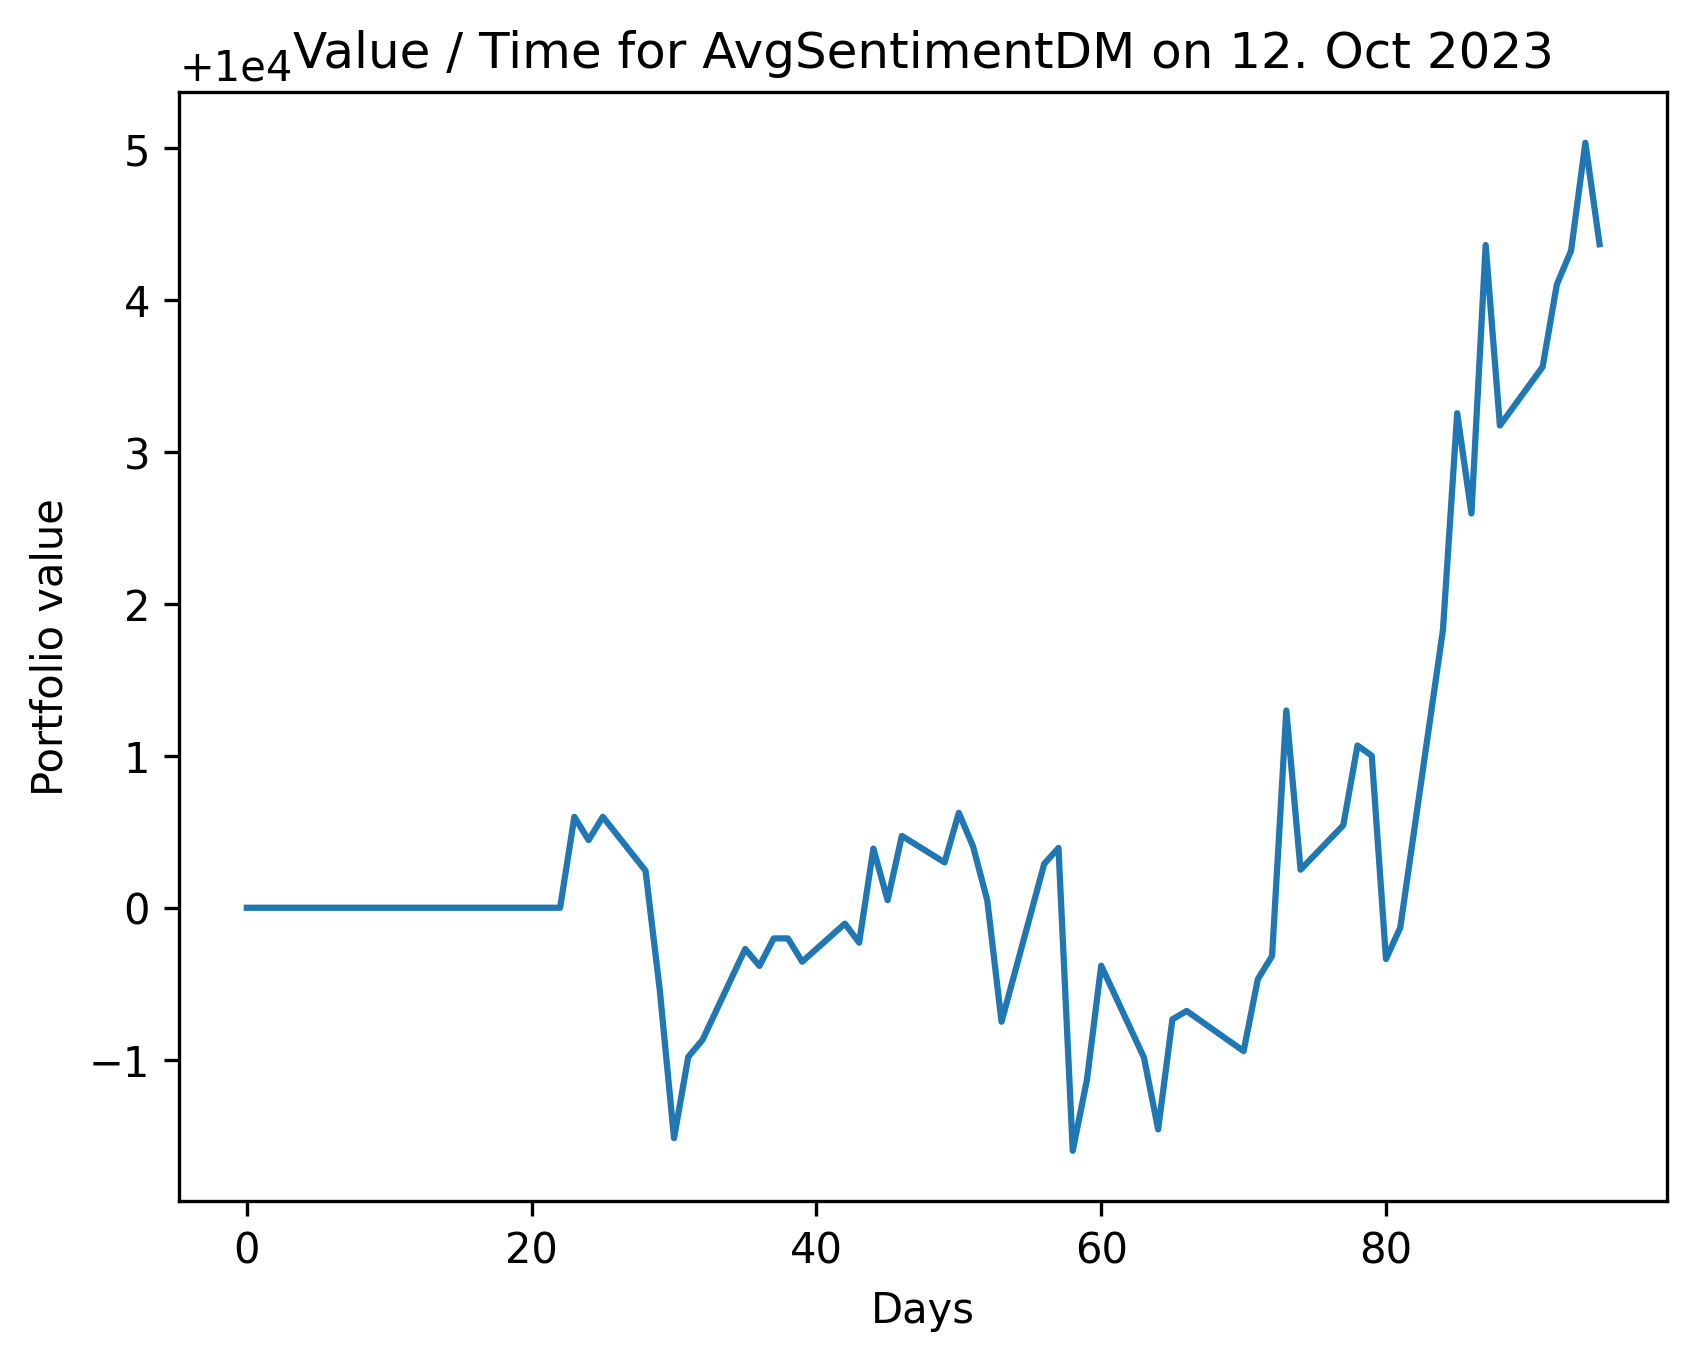 Value / Time for AvgSentimentDM on 12. Oct 2023
+1e4
5
4
3
2
1
0
−1
Portfolio value
0 20 40 60 80
Days